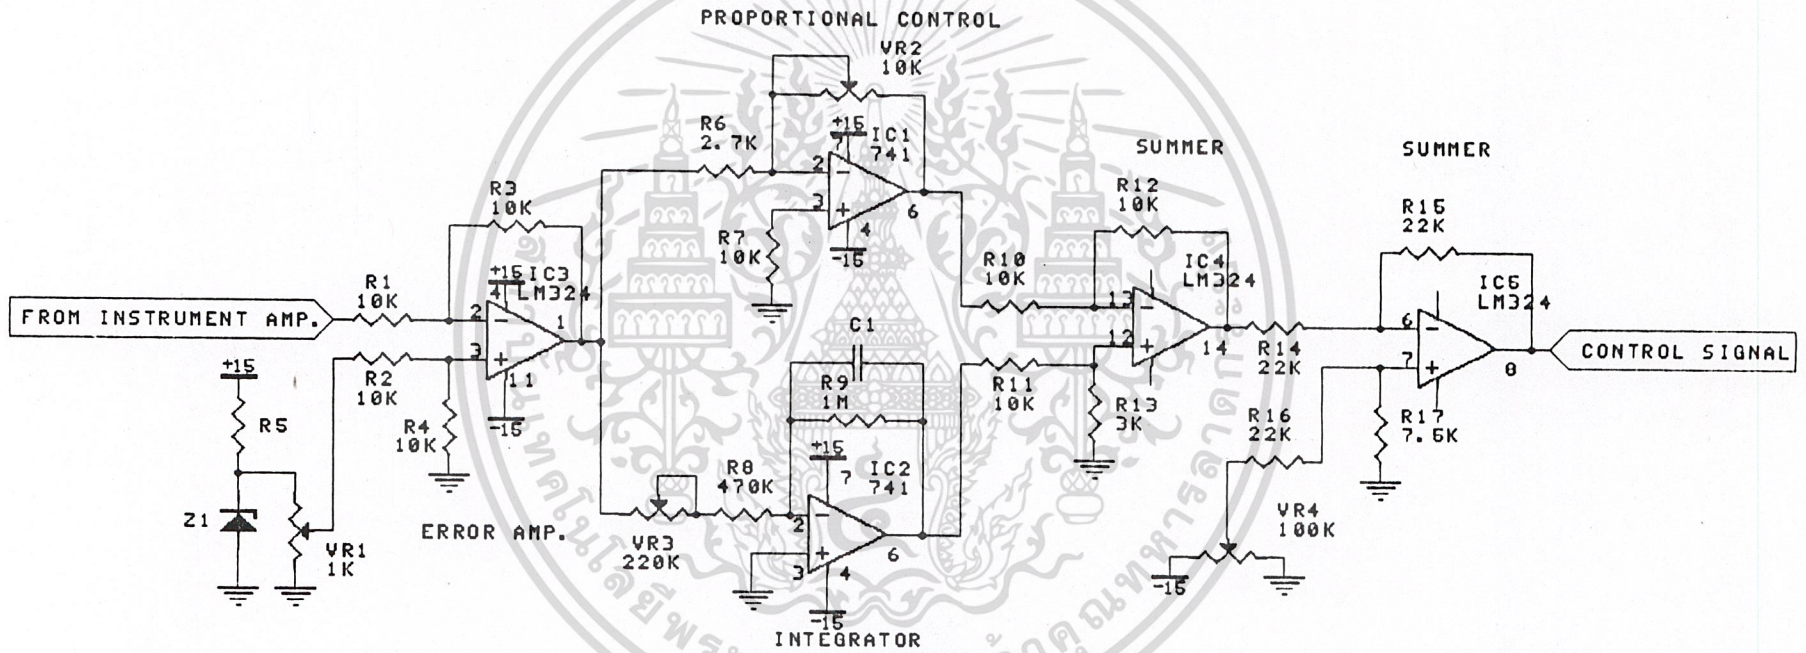 PROPORTIONAL CONTROL
VR2
10K
R6
2.7K
+15
7
IC1
741
2
3
6
4
-15
R7
10K
SUMMER
SUMMER
R3
10K
R12
10K
R15
22K
+15
4
IC3
LM324
R10
10K
IC4
LM324
IC5
LM324
R1
10K
FROM INSTRUMENT AMP.
2
1
3
11
-15
13
12
14
6
7
8
CONTROL SIGNAL
R14
22K
C1
R9
1M
+15
R2
10K
R4
10K
R5
R11
10K
R13
3K
R16
22K
R17
7.5K
+15
7
IC2
741
R8
470K
Z1
VR1
1K
ERROR AMP.
VR3
220K
2
3
6
4
-15
VR4
100K
-15
INTEGRATOR